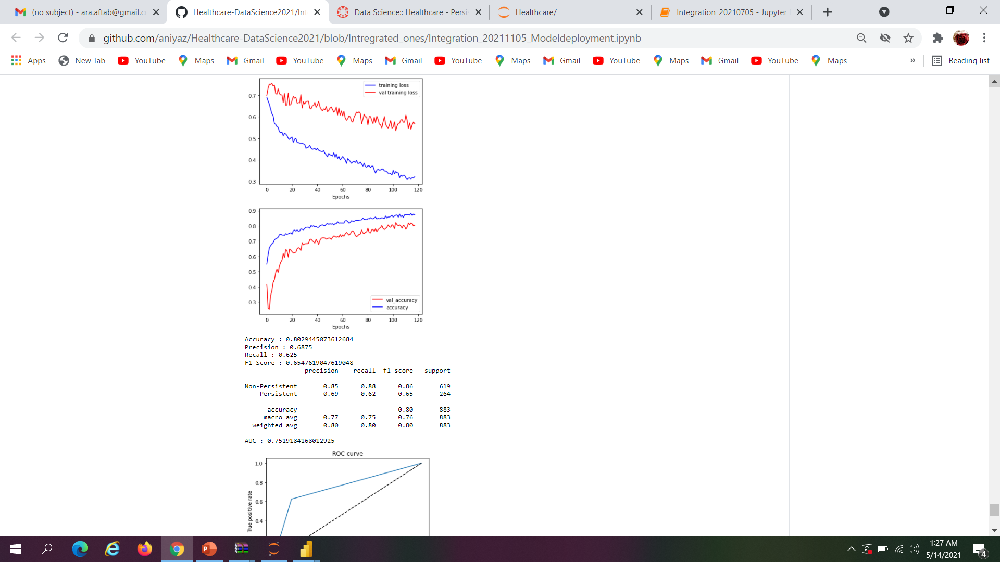 (no subject) - ara.aftab@gmail.c
Healthcare-DataScience2021/Int
Data Science:: Healthcare - Persi
Healthcare/
Integration_20210705 - Jupyter
github.com/aniyaz/Healthcare-DataScience2021/blob/Intregrated_ones/Integration_20211105_Modeldeployment.ipynb
Apps New Tab YouTube Maps Gmail YouTube Maps Gmail YouTube Maps Gmail YouTube Maps Gmail YouTube Maps » Reading list
training loss
val training loss
0.7
0.6
0.5
0.4
0.3
0 20 40 60 80 100 120
Epochs
0.9
0.8
0.7
0.6
0.5
0.4
0.3
val_accuracy
accuracy
0 20 40 60 80 100 120
Epochs
Accuracy : 0.8029445073612684
Precision : 0.6875
Recall : 0.625
F1 Score : 0.6547619047619048
precision recall f1-score support
Non-Persistent 0.85 0.88 0.86 619
Persistent 0.69 0.62 0.65 264
accuracy 0.80 883
macro avg 0.77 0.75 0.76 883
weighted avg 0.80 0.80 0.80 883
AUC : 0.7519184168012925
ROC curve
1.0
0.8
0.6
0.4
True positive rate
1:27 AM
5/14/2021
4